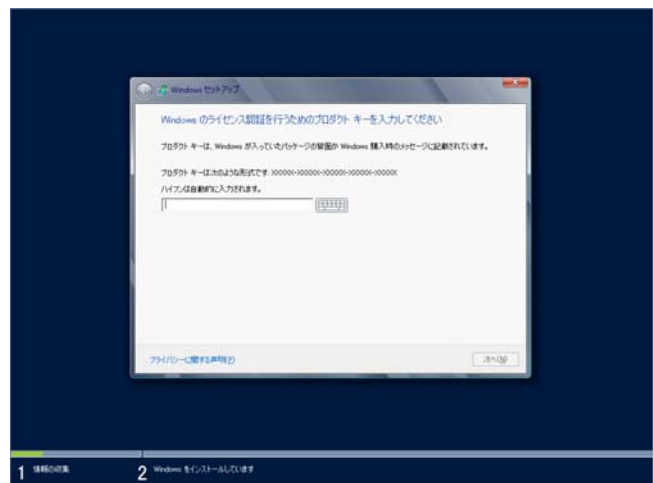 Windows セットアップ
Windows のライセンス認証を行うためのプロダクト キーを入力してください
プロダクト キーは、Windows が入っていたパッケージの背面か Windows 購入時のメッセージに記載されています。
プロダクト キーは次のような形式です: XXXXX-XXXXX-XXXXX-XXXXX-XXXXX
ハイフンは自動的に入力されます。
プライバシーに関する声明(P)
次へ(N)
1 情報の収集
2 Windows をインストールしています